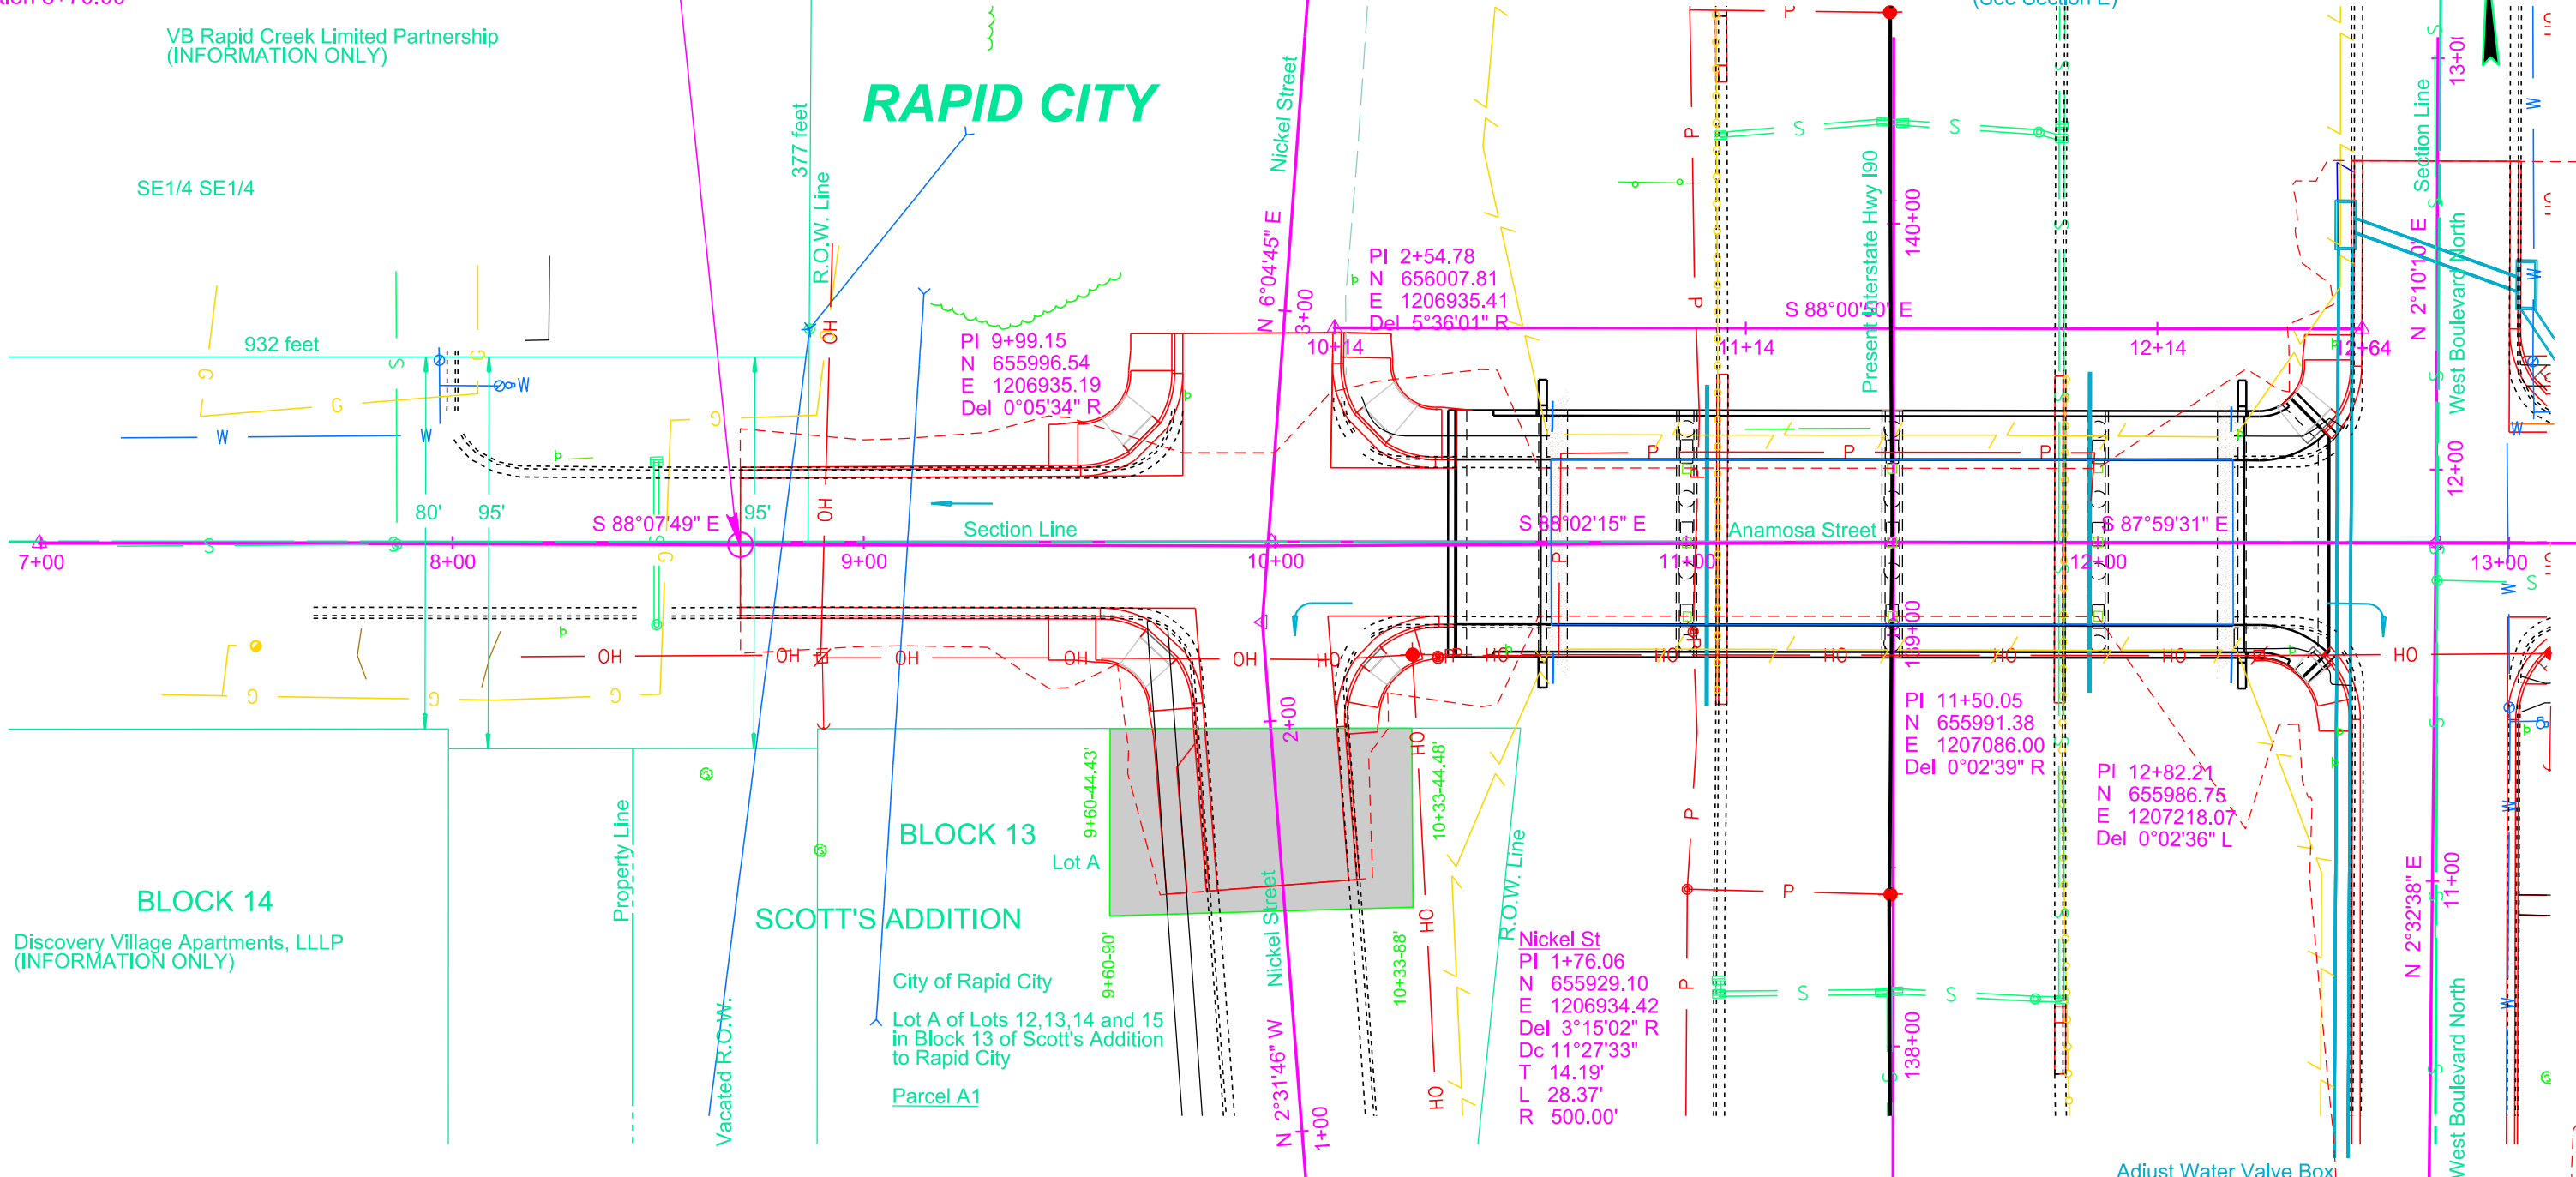 VB Rapid Creek Limited Partnership
(INFORMATION ONLY)
SE1/4 SE1/4
RAPID CITY
377 feet
R.O.W. Line
932 feet
Nickel Street
N 6°04'45" E
3+00
PI 9+99.15
N 655996.54
E 1206935.19
Del 0°05'34" R
PI 2+54.78
N 656007.81
E 1206935.41
Del 5°36'01" R
10+14
11+14
12+14
12+64
Present Interstate Hwy I90
140+00
Section Line
13+0
N 2°10'10" E
West Boulevard North
12+00
80'
95'
95'
S 88°07'49" E
Section Line
S 88°02'15" E
Anamosa Street
S 87°59'31" E
7+00
8+00
9+00
10+00
11+00
12+00
13+00
139+00
2+00
PI 11+50.05
N 655991.38
E 1207086.00
Del 0°02'39" R
PI 12+82.21
N 655986.75
E 1207218.07
Del 0°02'36" L
9+60-44.43'
10+33-44.48'
Property Line
BLOCK 13
Lot A
BLOCK 14
SCOTT'S ADDITION
Nickel Street
R.O.W. Line
N 2°32'38" E
11+00
Discovery Village Apartments, LLLP
(INFORMATION ONLY)
9+60-90'
10+33-88'
City of Rapid City
Lot A of Lots 12,13,14 and 15
in Block 13 of Scott's Addition
to Rapid City
Parcel A1
Vacated R.O.W.
N 2°31'46" W
1+00
Nickel St
PI 1+76.06
N 655929.10
E 1206934.42
Del 3°15'02" R
Dc 11°27'33"
T 14.19'
L 28.37'
R 500.00'
138+00
West Boulevard North
Adjust Water Valve Box